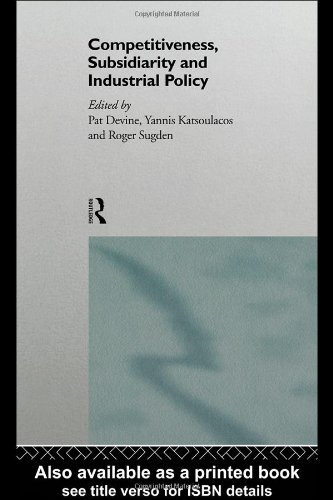 Competitiveness,
Subsidiarity and
Industrial Policy
Edited by
Pat Devine, Yannis Katsoulacos
and Roger Sugden
ROUTLEDGE
Also available as a printed book
see title verso for ISBN details